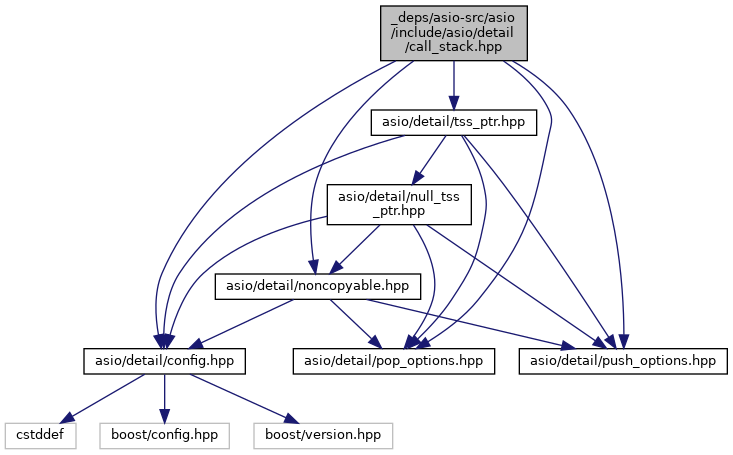 _deps/asio-src/asio
/include/asio/detail
/call_stack.hpp
asio/detail/tss_ptr.hpp
asio/detail/null_tss
_ptr.hpp
asio/detail/noncopyable.hpp
asio/detail/config.hpp
asio/detail/pop_options.hpp
asio/detail/push_options.hpp
cstddef
boost/config.hpp
boost/version.hpp